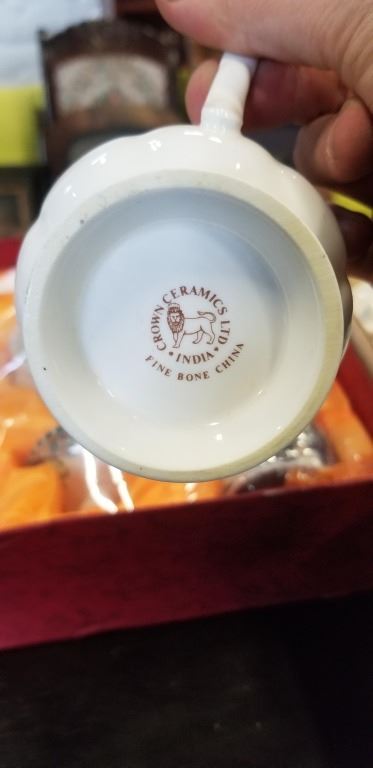 CROWN CERAMICS LTD
• INDIA •
FINE BONE CHINA